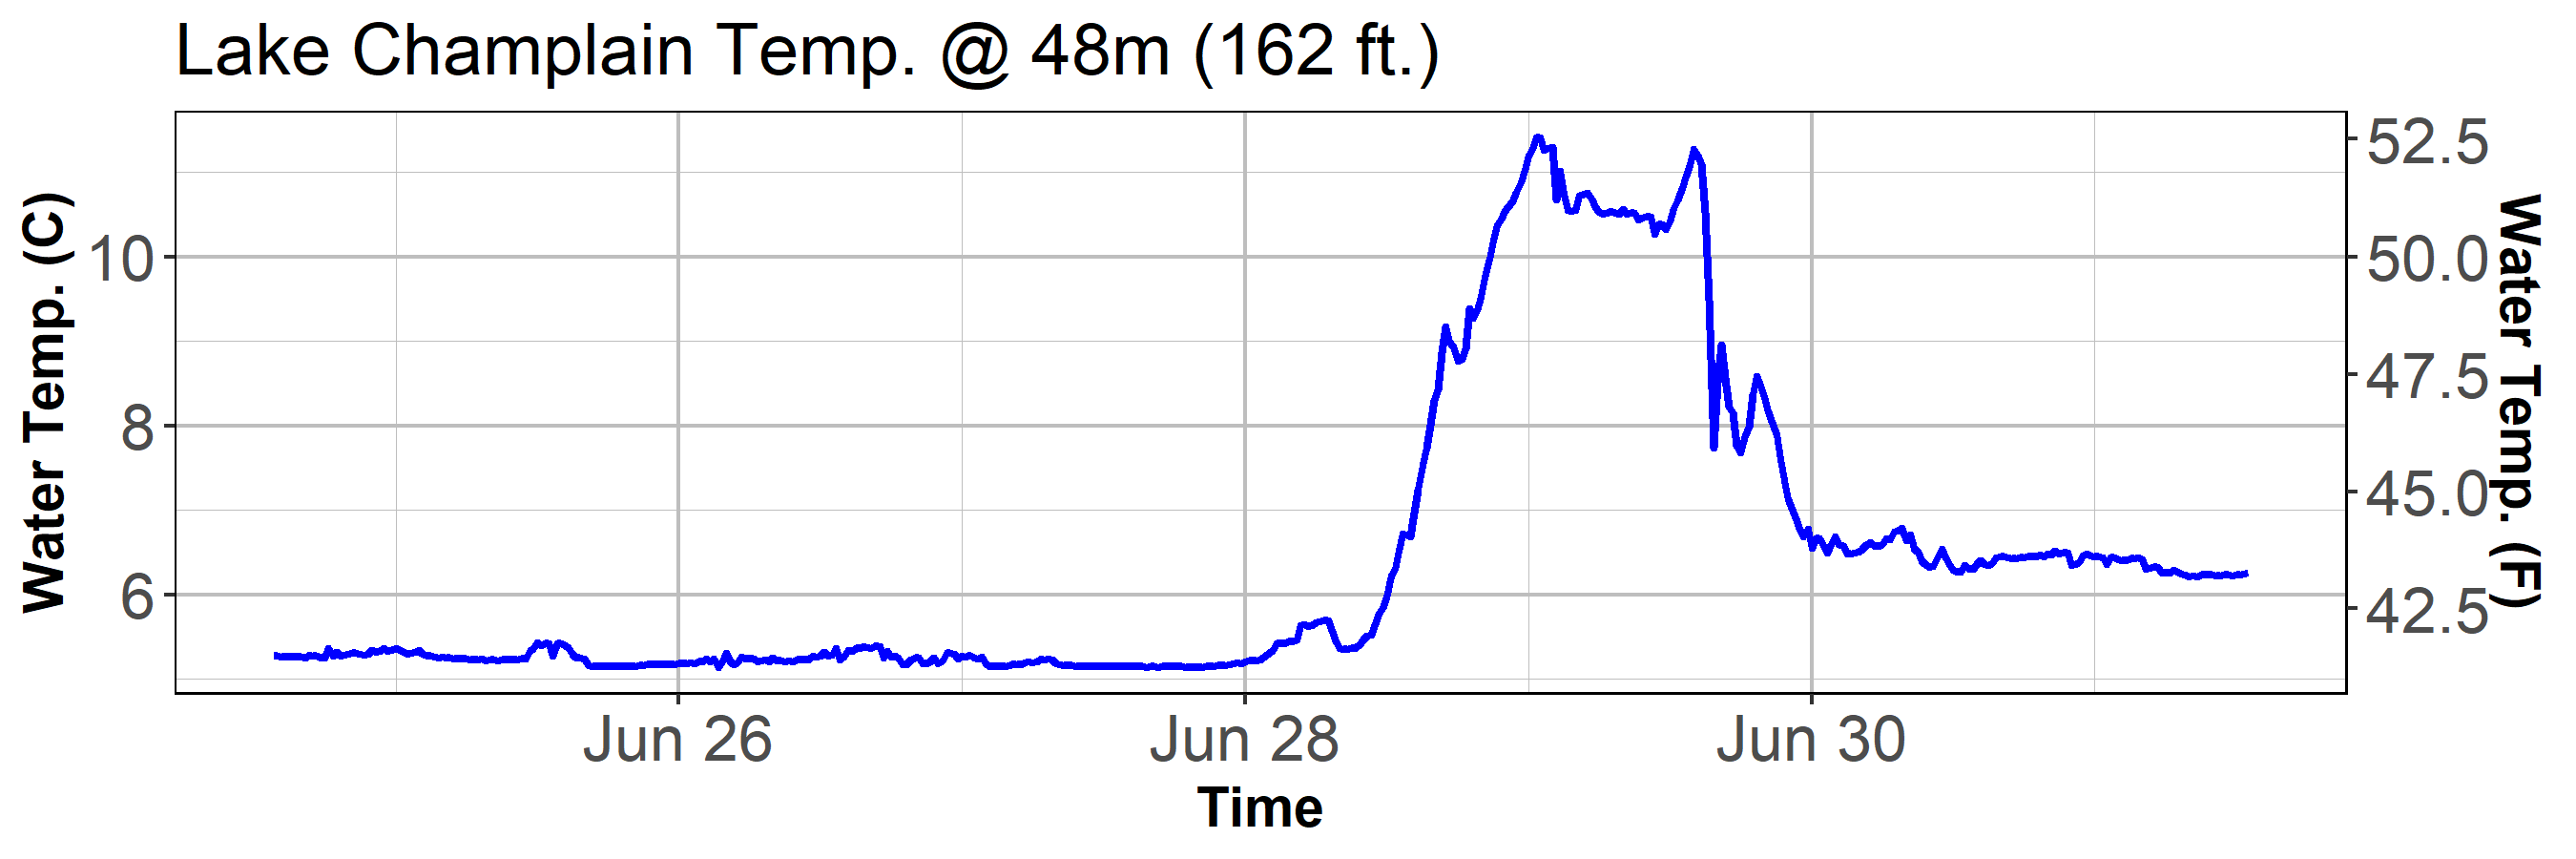 Lake Champlain Temp. @ 48m (162 ft.)
Water Temp. (C)
10
8
6
52.5
50.0
47.5
45.0
42.5
Water Temp. (F)
Jun 26
Jun 28
Jun 30
Time